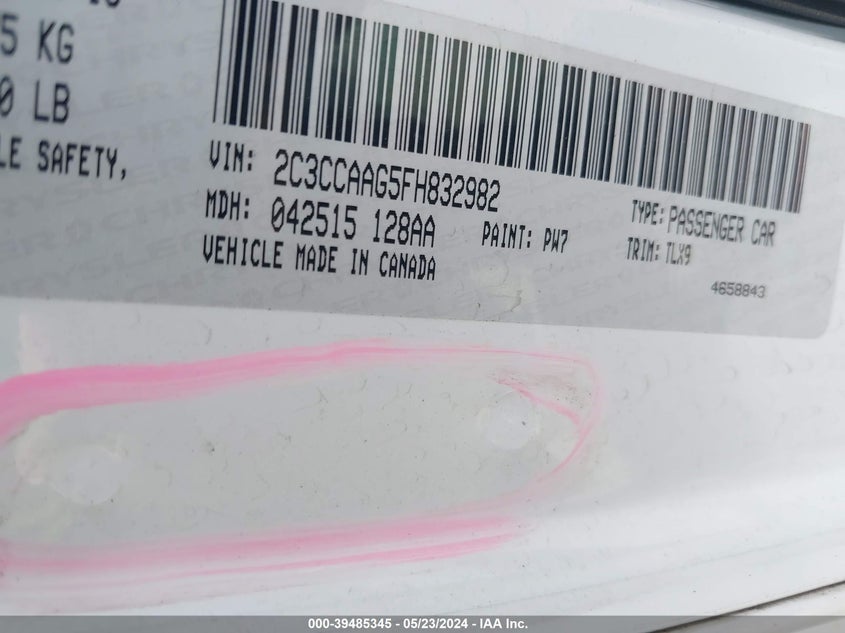 5 KG
0 LB
LE SAFETY,
VIN: 2C3CCAAG5FH832982
MDH: 042515 128AA
PAINT: PW7
VEHICLE MADE IN CANADA
TYPE: PASSENGER CAR
TRIM: TLX9
4658843
000-39485345 - 05/23/2024 - IAA Inc.